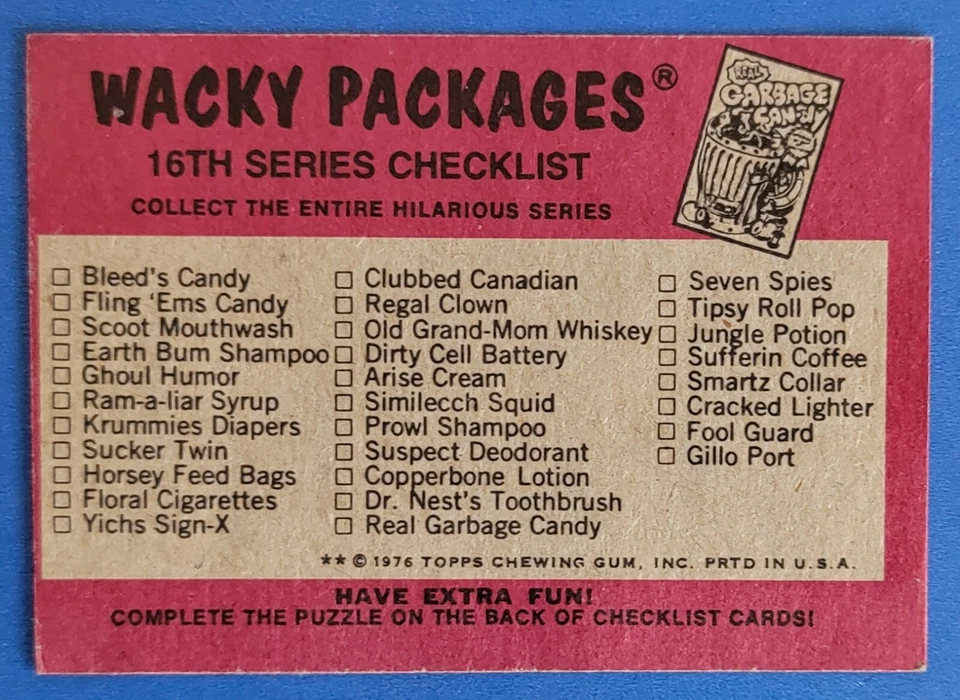 WACKY PACKAGES®
16TH SERIES CHECKLIST
COLLECT THE ENTIRE HILARIOUS SERIES
REAL
GARBAGE
CANDY
☐ Bleed's Candy
☐ Fling 'Ems Candy
☐ Scoot Mouthwash
☐ Earth Bum Shampoo
☐ Ghoul Humor
☐ Ram-a-liar Syrup
☐ Krummies Diapers
☐ Sucker Twin
☐ Horsey Feed Bags
☐ Floral Cigarettes
☐ Yichs Sign-X
☐ Clubbed Canadian
☐ Regal Clown
☐ Old Grand-Mom Whiskey
☐ Dirty Cell Battery
☐ Arise Cream
☐ Similecch Squid
☐ Prowl Shampoo
☐ Suspect Deodorant
☐ Copperbone Lotion
☐ Dr. Nest's Toothbrush
☐ Real Garbage Candy
☐ Seven Spies
☐ Tipsy Roll Pop
☐ Jungle Potion
☐ Sufferin Coffee
☐ Smartz Collar
☐ Cracked Lighter
☐ Fool Guard
☐ Gillo Port
** © 1976 TOPPS CHEWING GUM, INC. PRTD IN U.S.A.
HAVE EXTRA FUN!
COMPLETE THE PUZZLE ON THE BACK OF CHECKLIST CARDS!